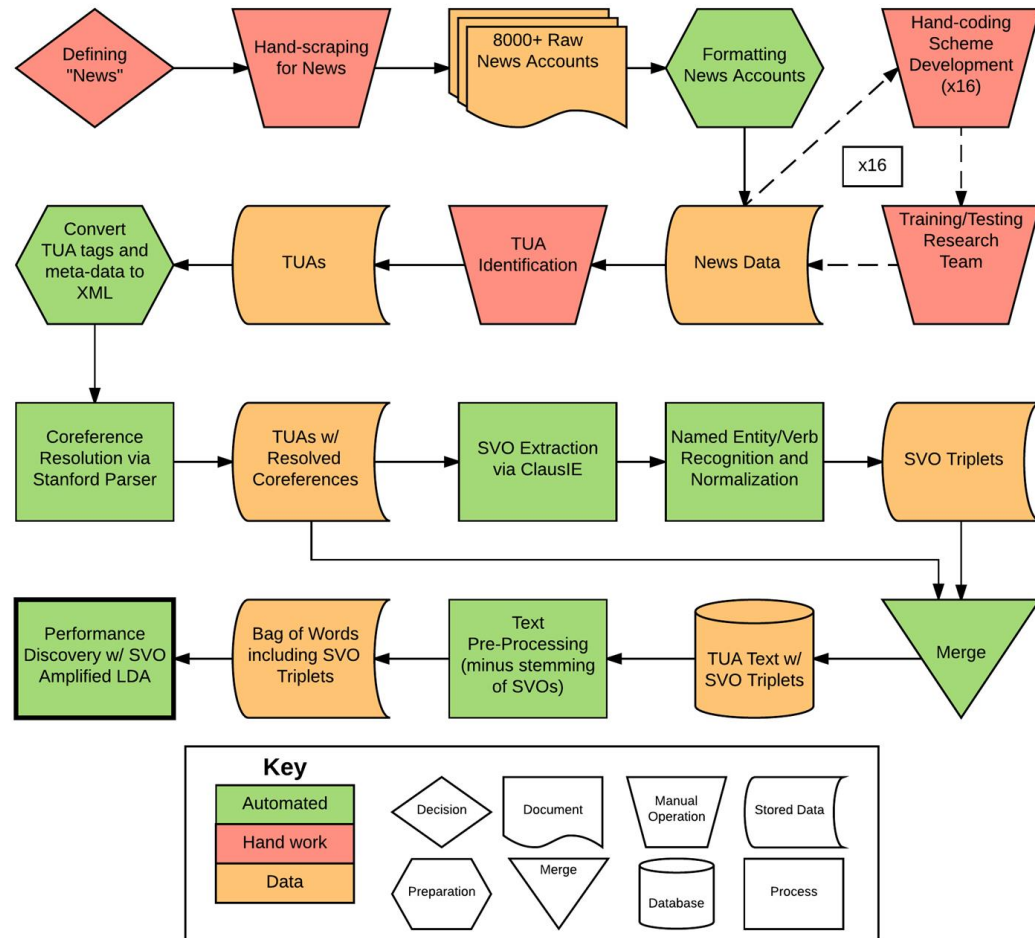 Defining
"News"
Hand-scraping
for News
8000+ Raw
News Accounts
Formatting
News Accounts
Hand-coding
Scheme
Development
(x16)
x16
Convert
TUA tags and
meta-data to
XML
TUAs
TUA
Identification
News Data
Training/Testing
Research
Team
Coreference
Resolution via
Stanford Parser
TUAs w/
Resolved
Coreferences
SVO Extraction
via ClausIE
Named Entity/Verb
Recognition and
Normalization
SVO Triplets
Performance
Discovery w/ SVO
Amplified LDA
Bag of Words
including SVO
Triplets
Text
Pre-Processing
(minus stemming
of SVOs)
TUA Text w/
SVO Triplets
Merge
Key
Automated
Hand work
Data
Decision
Document
Manual
Operation
Stored Data
Preparation
Merge
Database
Process